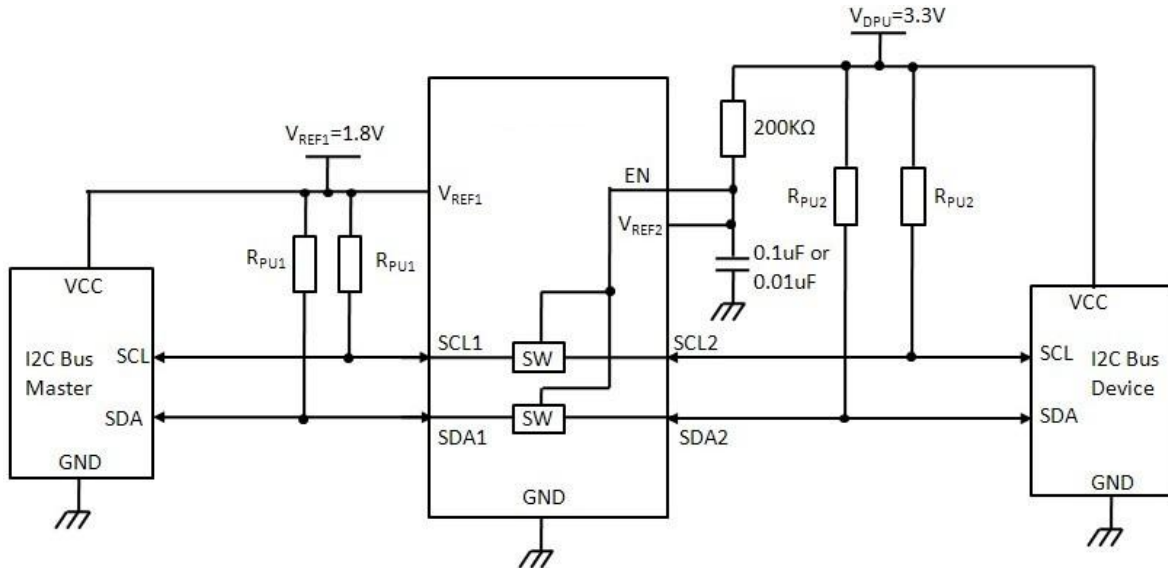 V_DPU=3.3V
200KΩ
V_REF1=1.8V
EN
V_REF1
R_PU2
R_PU2
V_REF2
R_PU1
R_PU1
0.1uF or
0.01uF
VCC
VCC
SCL1
SCL2
SCL
SW
SCL
I2C Bus
Master
I2C Bus
Device
SDA
SW
SDA
SDA1
SDA2
GND
GND
GND